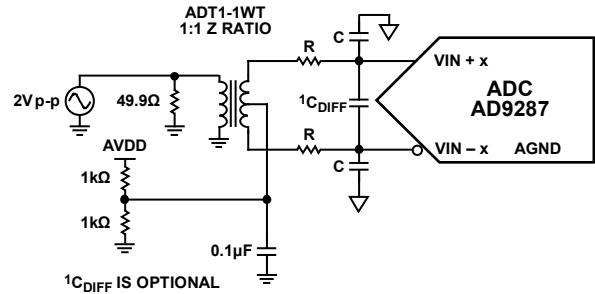 ADT1-1WT
1:1 Z RATIO
C
R
VIN + x
2V p-p
49.9Ω
1CDIFF
ADC
AD9287
R
VIN – x
AGND
AVDD
1kΩ
C
1kΩ
0.1µF
1CDIFF IS OPTIONAL